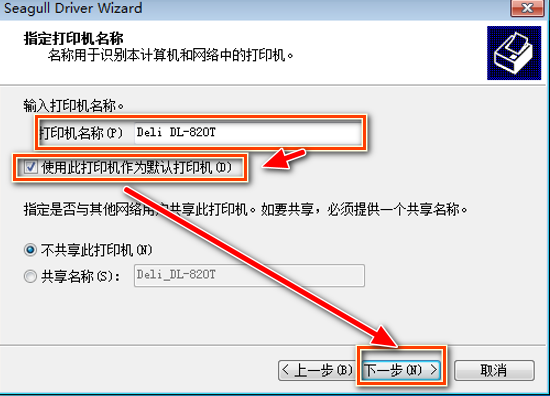 Seagull Driver Wizard
指定打印机名称
名称用于识别本计算机和网络中的打印机。
输入打印机名称。
打印机名称(P) Deli DL-820T
使用此打印机作为默认打印机(D)
指定是否与其他网络用户共享此打印机。如要共享,必须提供一个共享名称。
不共享此打印机(N)
共享名称(S): Deli_DL-820T
< 上一步(B) 下一步(N) > 取消